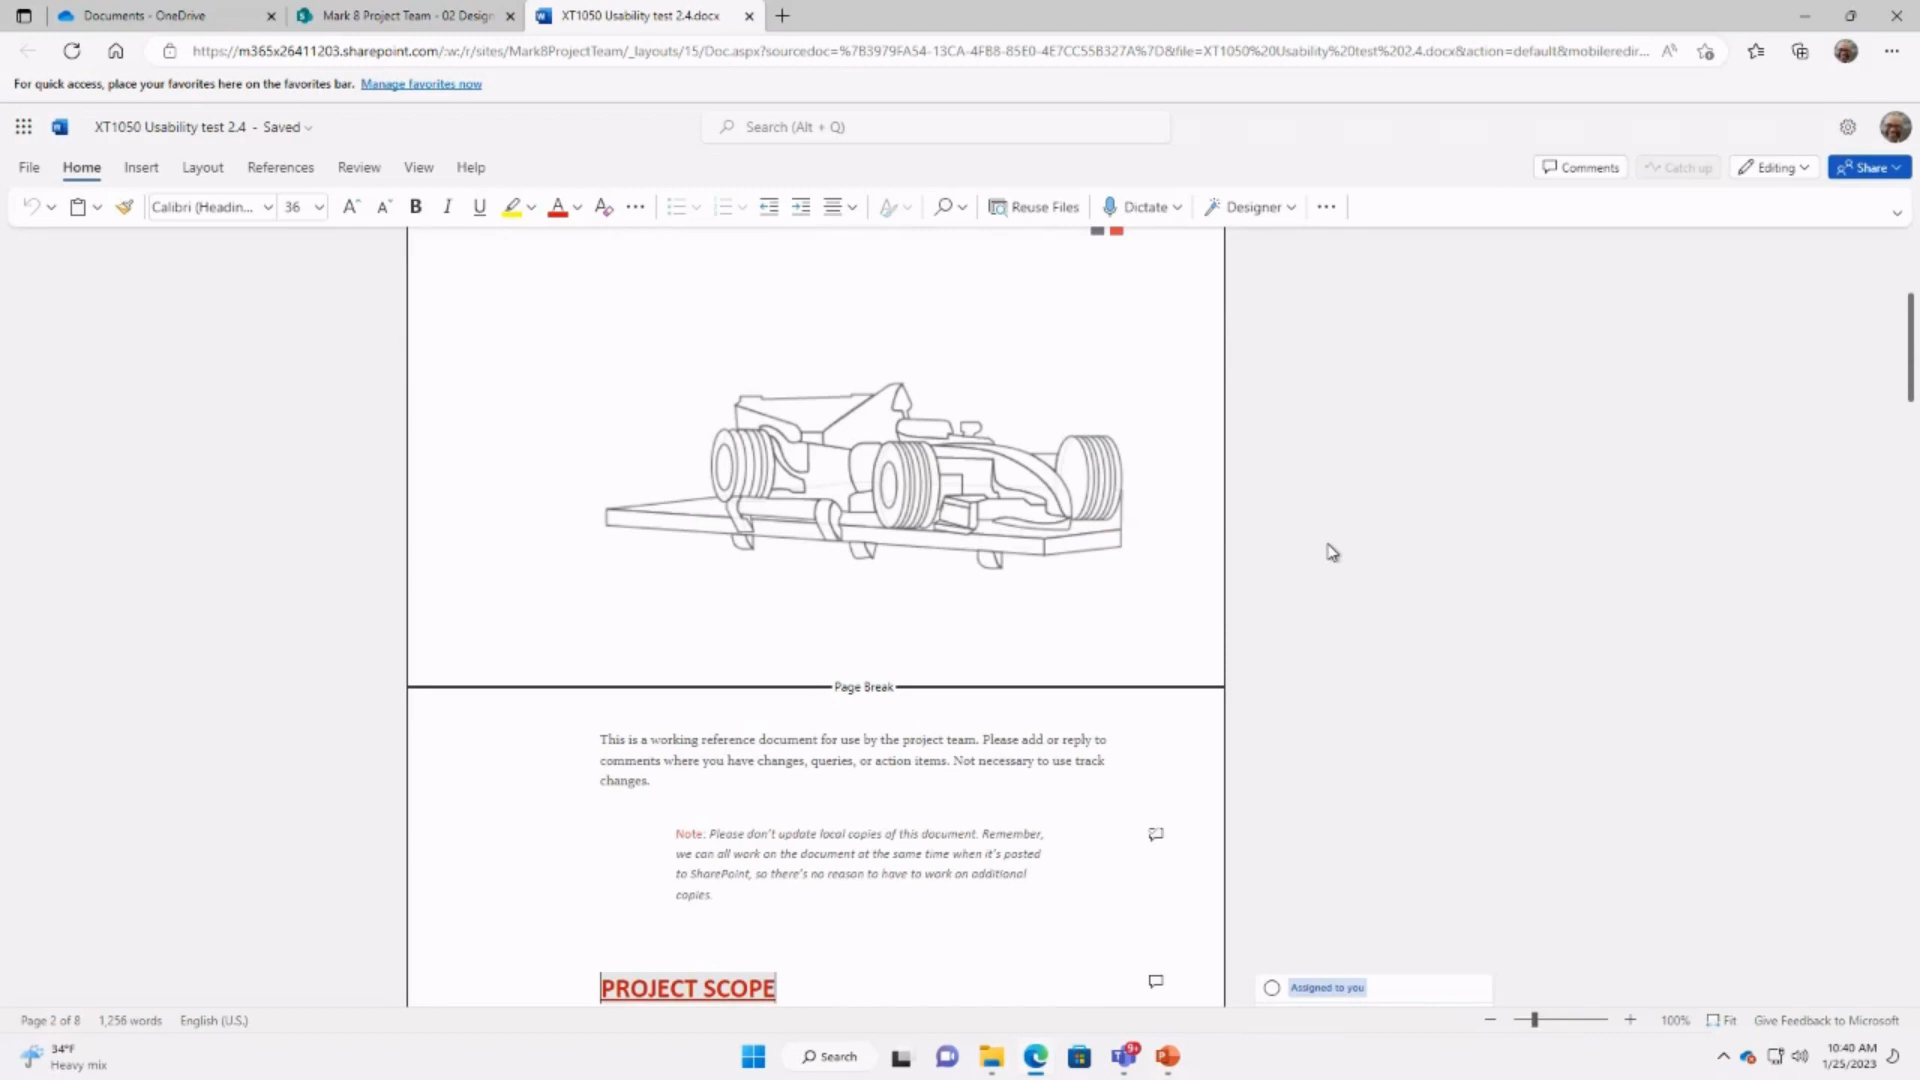 Documents - OneDrive
Mark 8 Project Team - 02 Design
XT1050 Usability test 2.4.docx
https://m365x26411203.sharepoint.com/:w:/r/sites/Mark8ProjectTeam/_layouts/15/Doc.aspx?sourcedoc=%7B3979FA54-13CA-4FB8-85E0-4E7CC55B327A%7D&file=XT1050%20Usability%20test%202.4.docx&action=default&mobileredir...
For quick access, place your favorites here on the favorites bar. Manage favorites now
XT1050 Usability test 2.4 - Saved
Search (Alt + Q)
File Home Insert Layout References Review View Help
Comments Catch up Editing Share
Calibri (Headin... 36 B I U Reuse Files Dictate Designer
Page Break
This is a working reference document for use by the project team. Please add or reply to
comments where you have changes, queries, or action items. Not necessary to use track
changes.
Note: Please don't update local copies of this document. Remember,
we can all work on the document at the same time when it's posted
to SharePoint, so there's no reason to have to work on additional
copies.
PROJECT SCOPE
Assigned to you
Page 2 of 8 1,256 words English (U.S.) 100% Fit Give Feedback to Microsoft
34°F
Heavy mix
Search
9+
10:40 AM
1/25/2023